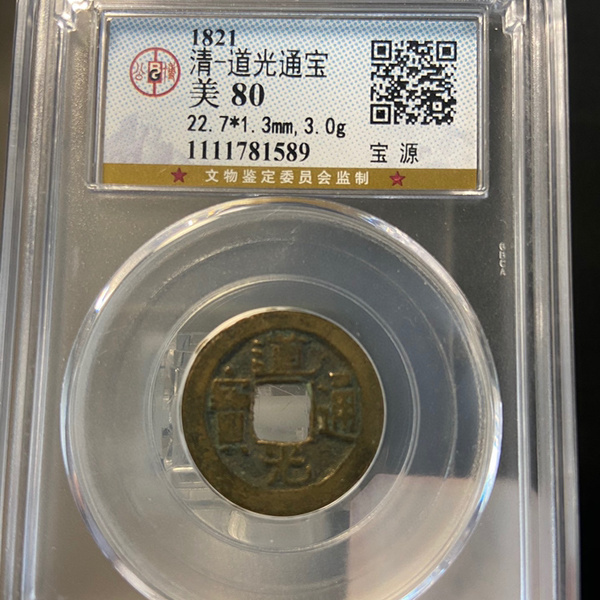 1821
清-道光通宝
美 80
22.7*1.3mm,3.0g
1111781589 宝 源
文物鉴定委员会监制
GBCA
道
寶 通
光